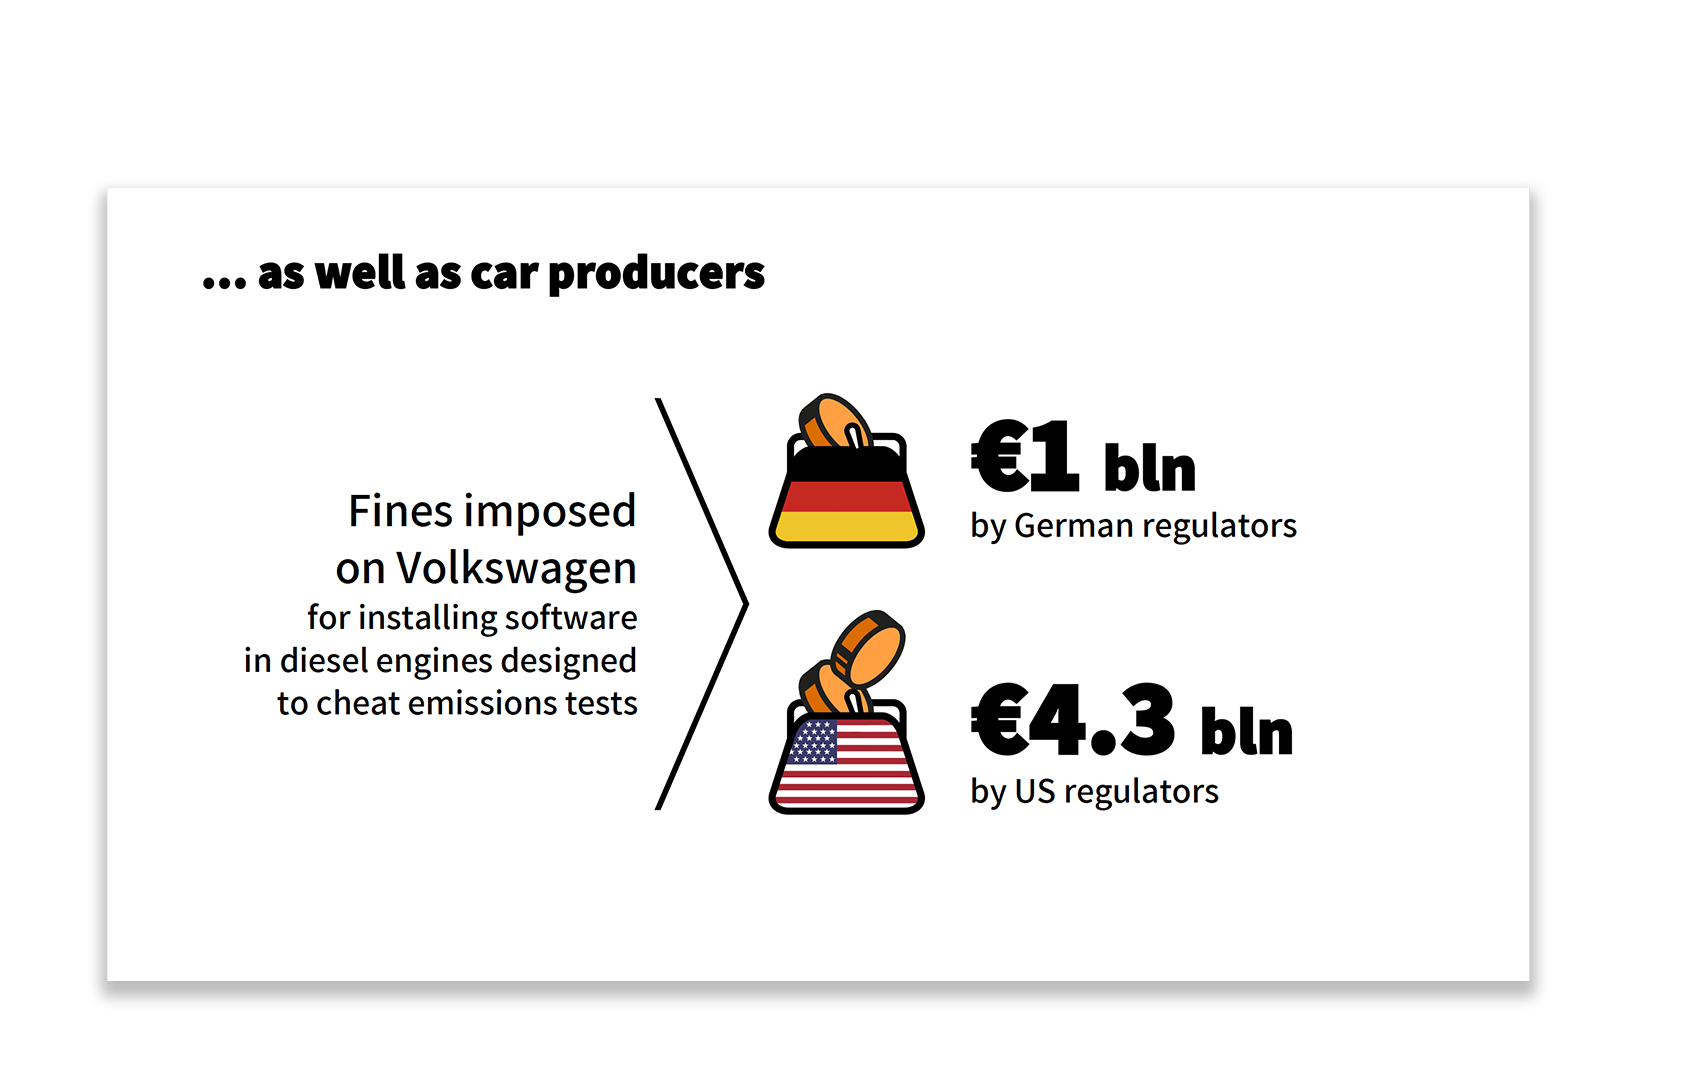 ... as well as car producers
Fines imposed
on Volkswagen
for installing software
in diesel engines designed
to cheat emissions tests
€1 bln
by German regulators
€4.3 bln
by US regulators